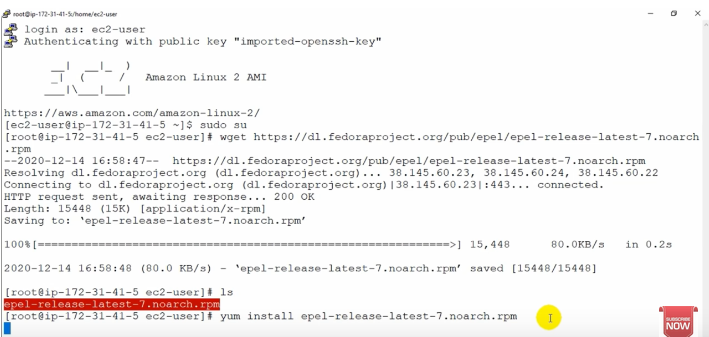 root@ip-172-31-41-5:/home/ec2-user
login as: ec2-user
Authenticating with public key "imported-openssh-key"
__|  __|_  )
_|  (     /   Amazon Linux 2 AMI
___|\___|___|
https://aws.amazon.com/amazon-linux-2/
[ec2-user@ip-172-31-41-5 ~]$ sudo su
[root@ip-172-31-41-5 ec2-user]# wget https://dl.fedoraproject.org/pub/epel/epel-release-latest-7.noarch
.rpm
--2020-12-14 16:58:47--  https://dl.fedoraproject.org/pub/epel/epel-release-latest-7.noarch.rpm
Resolving dl.fedoraproject.org (dl.fedoraproject.org)... 38.145.60.23, 38.145.60.24, 38.145.60.22
Connecting to dl.fedoraproject.org (dl.fedoraproject.org)|38.145.60.23|:443... connected.
HTTP request sent, awaiting response... 200 OK
Length: 15448 (15K) [application/x-rpm]
Saving to: ‘epel-release-latest-7.noarch.rpm’
100%[===================================================>] 15,448      80.0KB/s   in 0.2s
2020-12-14 16:58:48 (80.0 KB/s) - ‘epel-release-latest-7.noarch.rpm’ saved [15448/15448]
[root@ip-172-31-41-5 ec2-user]# ls
epel-release-latest-7.noarch.rpm
[root@ip-172-31-41-5 ec2-user]# yum install epel-release-latest-7.noarch.rpm
SUBSCRIBE
NOW